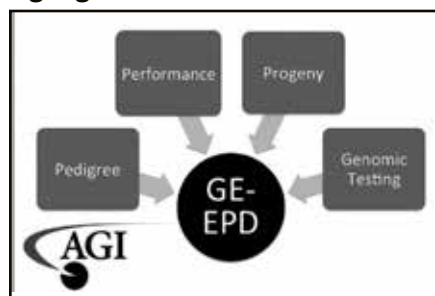 Performance
Progeny
Pedigree
Genomic
Testing
GE-
EPD
AGI